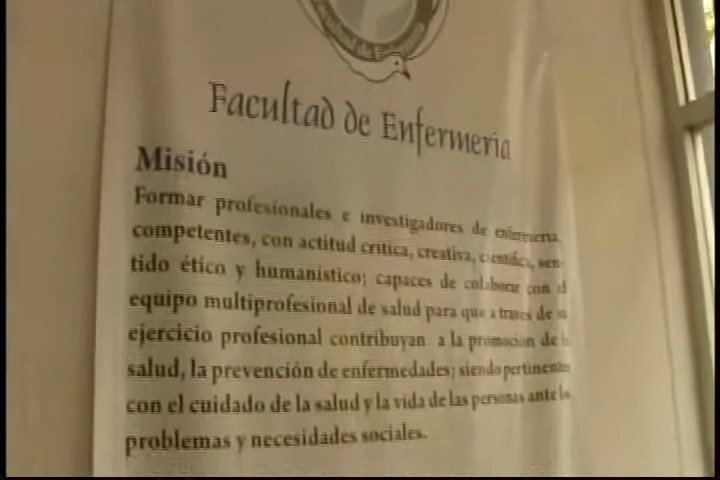 Facultad de Enfermeria
Misión
Formar profesionales e investigadores de enfermeria,
competentes, con actitud critica, creativa, cientifica, sen-
tido ético y humanistico; capaces de colaborar con el
equipo multiprofesional de salud para que a traves de su
ejercicio profesional contribuyan a la promocion de la
salud, la prevención de enfermedades; siendo pertinentes
con el cuidado de la salud y la vida de las personas ante los
problemas y necesidades sociales.